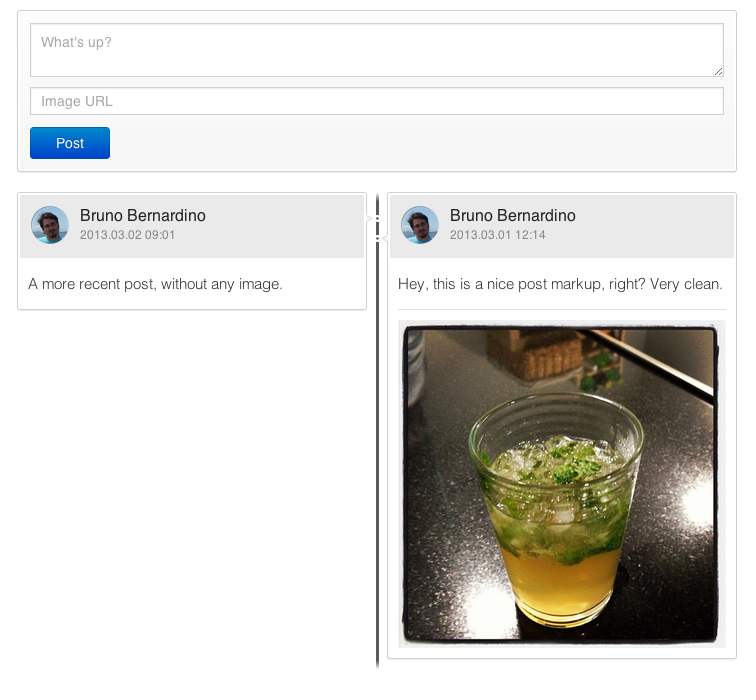 What's up?
Image URL
Post
Bruno Bernardino
2013.03.02 09:01
A more recent post, without any image.
Bruno Bernardino
2013.03.01 12:14
Hey, this is a nice post markup, right? Very clean.